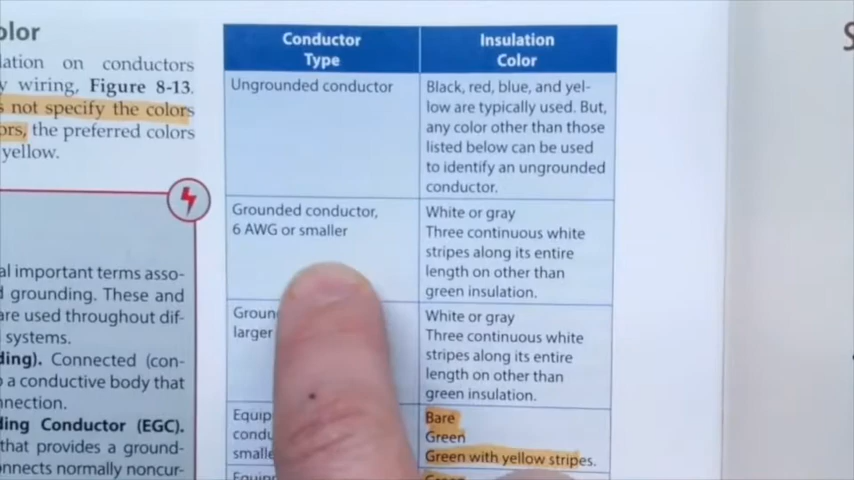 olor
lation on conductors
y wiring, Figure 8-13.
s not specify the colors
ors, the preferred colors
yellow.
al important terms asso-
d grounding. These and
are used throughout dif-
systems.
ding). Connected (con-
o a conductive body that
nnection.
ding Conductor (EGC).
that provides a ground-
onnects normally noncur-
Conductor
Type
Insulation
Color
Ungrounded conductor
Black, red, blue, and yel-
low are typically used. But,
any color other than those
listed below can be used
to identify an ungrounded
conductor.
Grounded conductor,
6 AWG or smaller
White or gray
Three continuous white
stripes along its entire
length on other than
green insulation.
Groun
larger
White or gray
Three continuous white
stripes along its entire
length on other than
green insulation.
Equip
condu
smalle
Bare
Green
Green with yellow stripes.
Equip
S